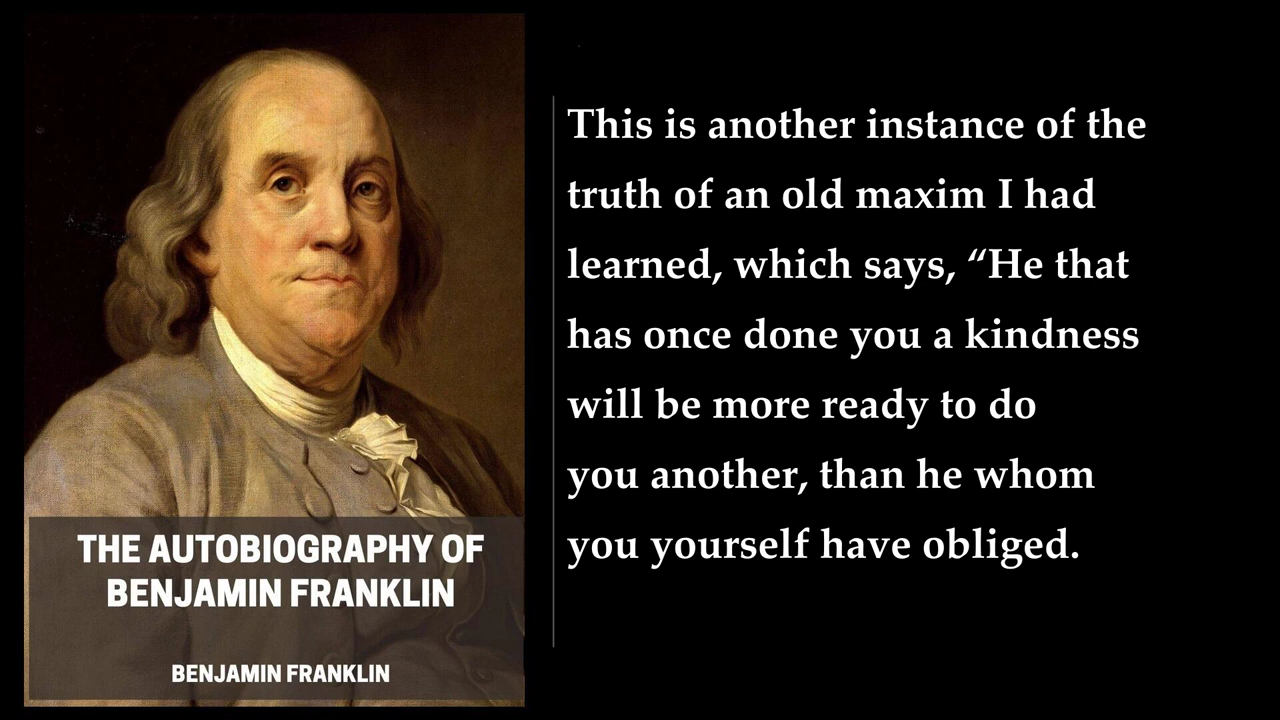 THE AUTOBIOGRAPHY OF
BENJAMIN FRANKLIN
BENJAMIN FRANKLIN
This is another instance of the
truth of an old maxim I had
learned, which says, “He that
has once done you a kindness
will be more ready to do
you another, than he whom
you yourself have obliged.